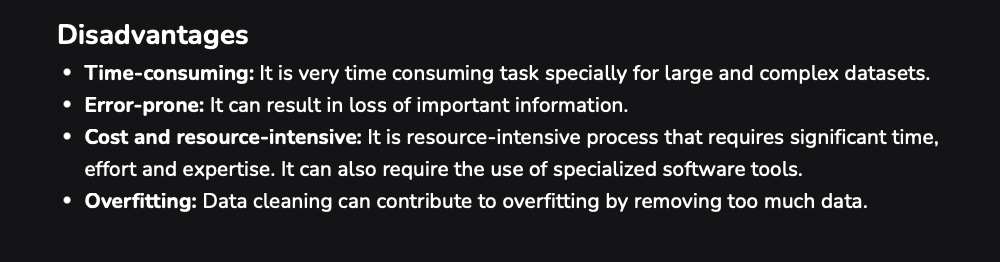 Disadvantages
• Time-consuming: It is very time consuming task specially for large and complex datasets.
• Error-prone: It can result in loss of important information.
• Cost and resource-intensive: It is resource-intensive process that requires significant time,
effort and expertise. It can also require the use of specialized software tools.
• Overfitting: Data cleaning can contribute to overfitting by removing too much data.